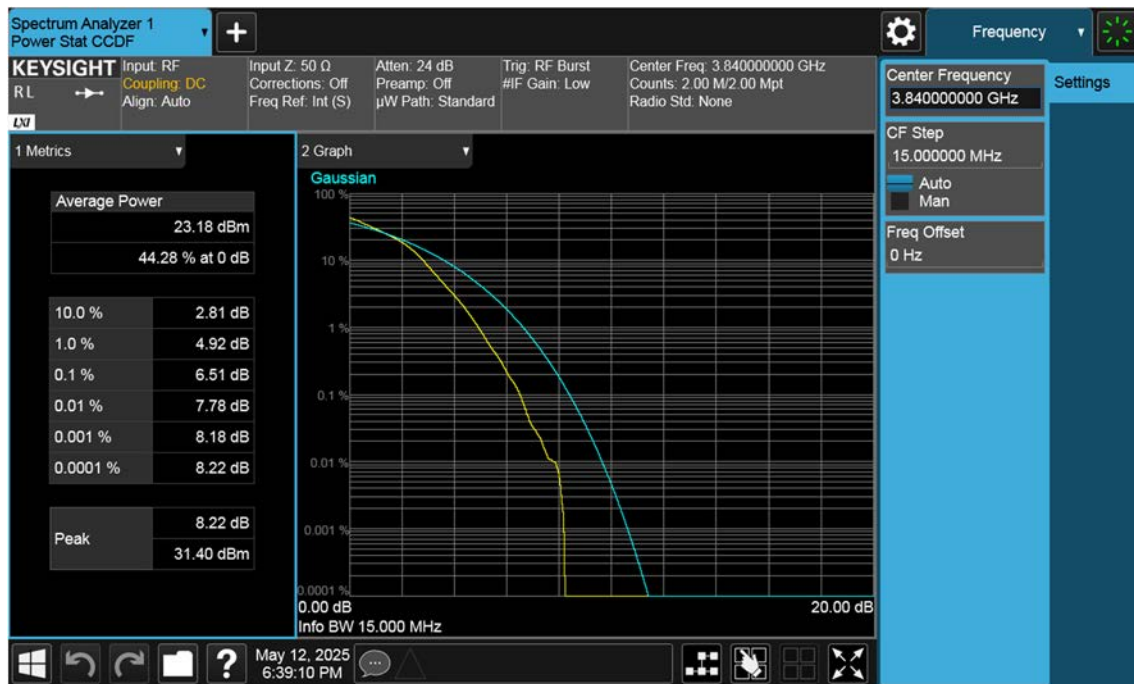 Spectrum Analyzer 1
Power Stat CCDF
+
Frequency
KEYSIGHT
RL
LXI
Input: RF
Coupling: DC
Align: Auto
Input Z: 50 Ω
Corrections: Off
Freq Ref: Int (S)
Atten: 24 dB
Preamp: Off
µW Path: Standard
Trig: RF Burst
#IF Gain: Low
Center Freq: 3.840000000 GHz
Counts: 2.00 M/2.00 Mpt
Radio Std: None
Center Frequency
3.840000000 GHz
Settings
CF Step
15.000000 MHz
Auto
Man
Freq Offset
0 Hz
1 Metrics
Average Power
23.18 dBm
44.28 % at 0 dB
10.0 % 2.81 dB
1.0 % 4.92 dB
0.1 % 6.51 dB
0.01 % 7.78 dB
0.001 % 8.18 dB
0.0001 % 8.22 dB
Peak
8.22 dB
31.40 dBm
2 Graph
Gaussian
100 %
10 %
1 %
0.1 %
0.01 %
0.001 %
0.0001 %
0.00 dB 20.00 dB
Info BW 15.000 MHz
?
May 12, 2025
6:39:10 PM